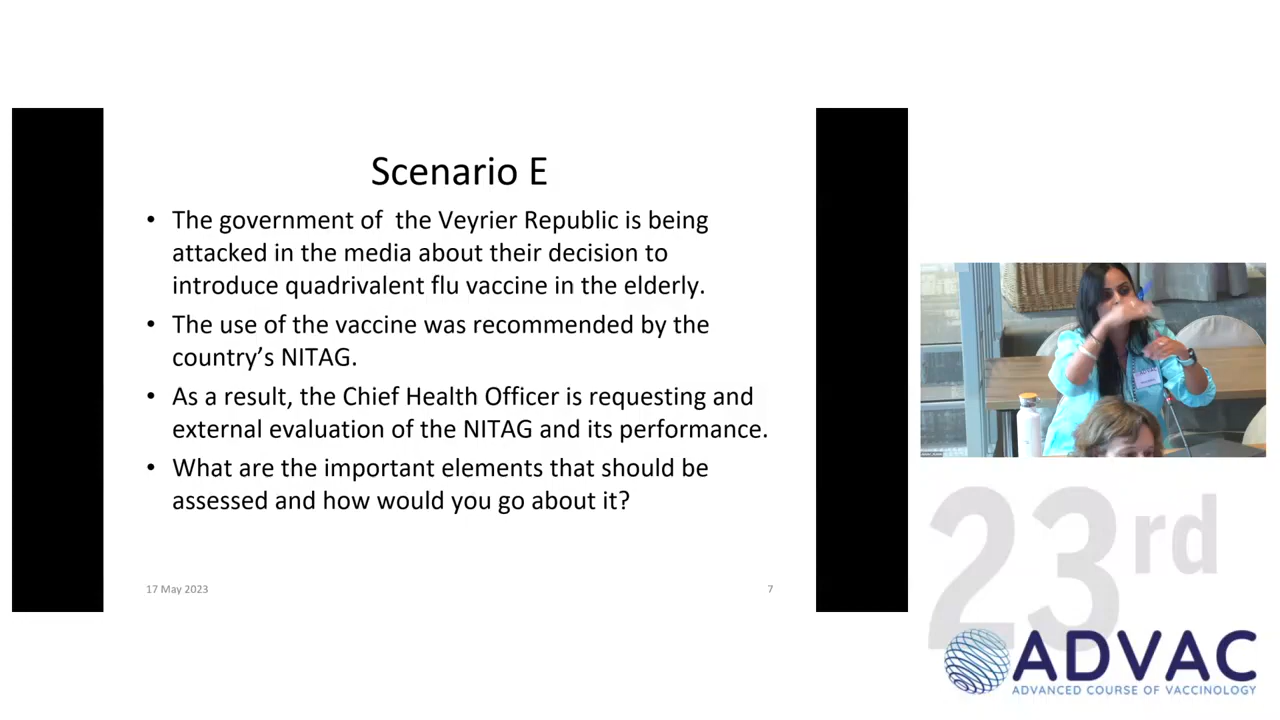 Scenario E
• The government of  the Veyrier Republic is being
attacked in the media about their decision to
introduce quadrivalent flu vaccine in the elderly.
• The use of the vaccine was recommended by the
country’s NITAG.
• As a result, the Chief Health Officer is requesting and
external evaluation of the NITAG and its performance.
• What are the important elements that should be
assessed and how would you go about it?
17 May 2023
7
23rd
ADVAC
ADVANCED COURSE OF VACCINOLOGY